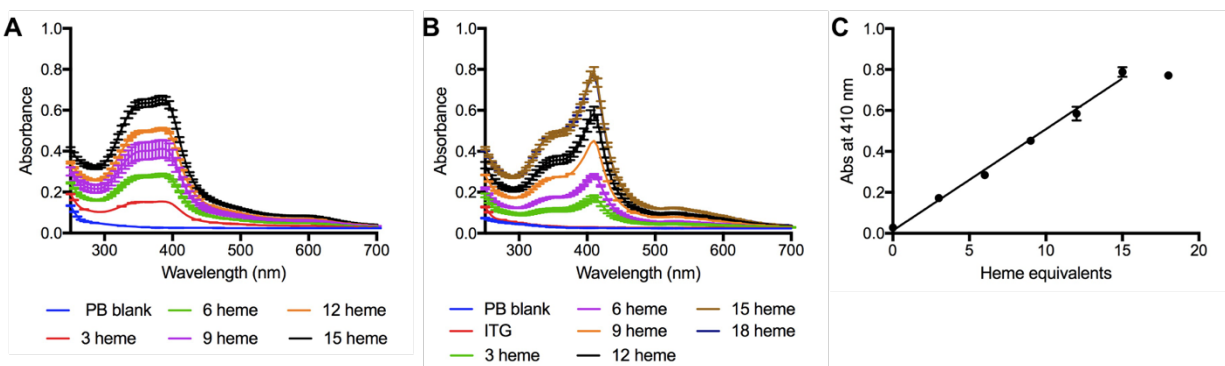 A
1.0
0.8
0.6
0.4
0.2
0.0
Absorbance
300 400 500 600 700
Wavelength (nm)
PB blank 6 heme 12 heme
3 heme 9 heme 15 heme
B
1.0
0.8
0.6
0.4
0.2
0.0
Absorbance
300 400 500 600 700
Wavelength (nm)
PB blank 6 heme 15 heme
ITG 9 heme 18 heme
3 heme 12 heme
C
1.0
0.8
0.6
0.4
0.2
0.0
Abs at 410 nm
0 5 10 15 20
Heme equivalents